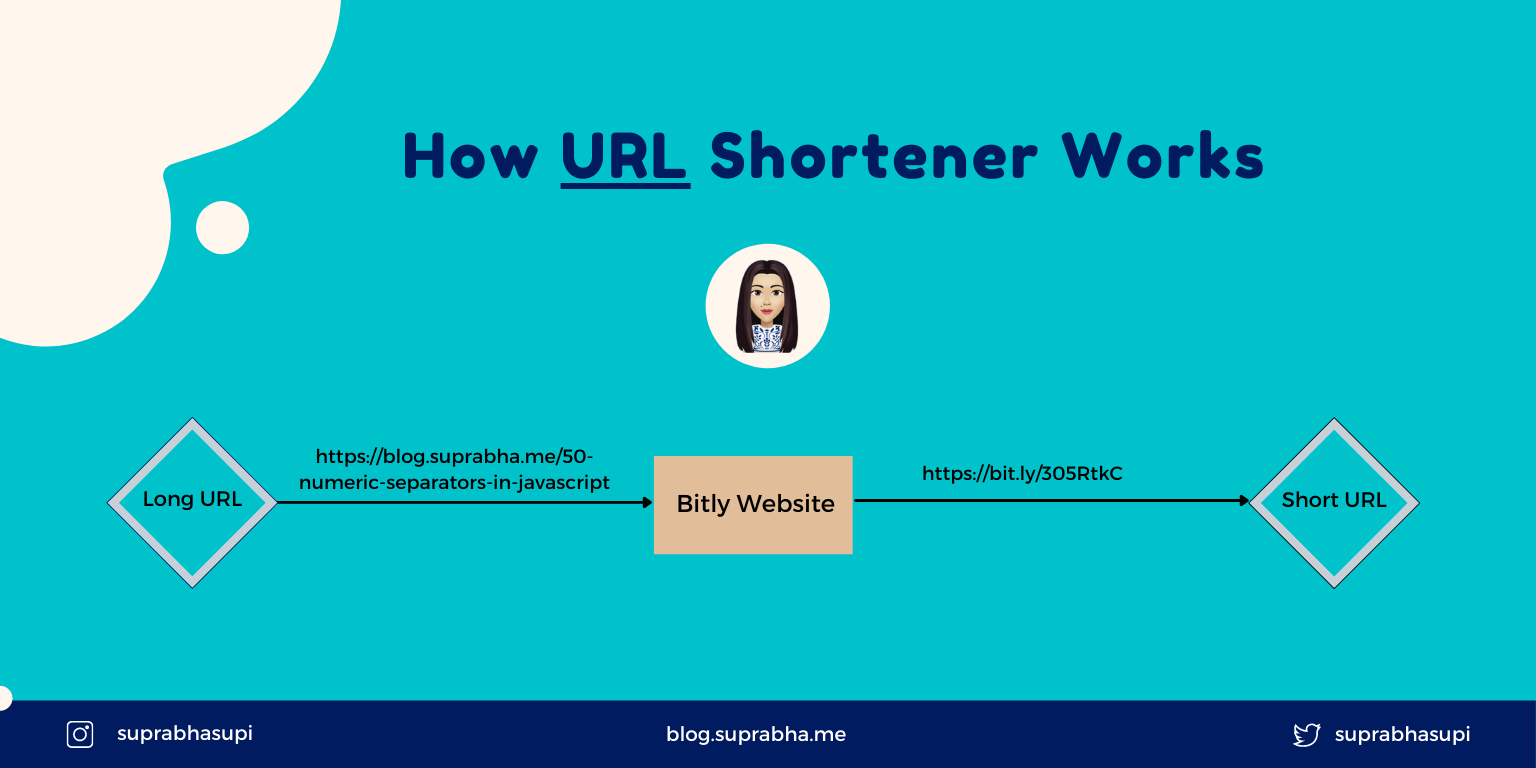 How URL Shortener Works
https://blog.suprabha.me/50-
numeric-separators-in-javascript
https://bit.ly/305RtkC
Long URL
Bitly Website
Short URL
suprabhasupi
blog.suprabha.me
suprabhasupi